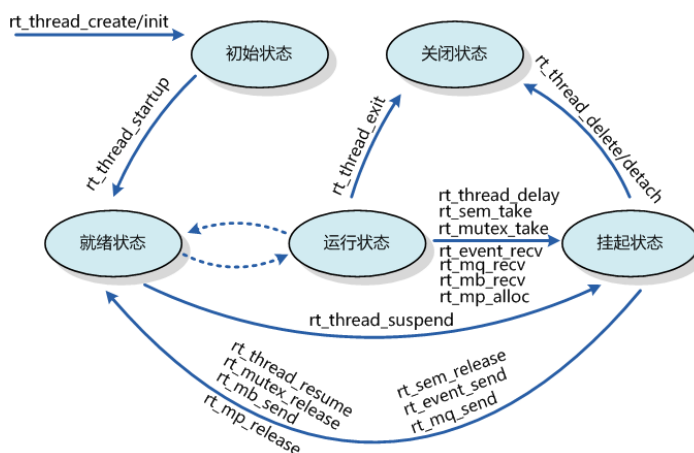 rt_thread_create/init
初始状态
关闭状态
rt_thread_startup
rt_thread_exit
rt_thread_delete/detach
就绪状态
运行状态
rt_thread_delay
rt_sem_take
rt_mutex_take
rt_event_recv
rt_mq_recv
rt_mb_recv
rt_mp_alloc
挂起状态
rt_thread_suspend
rt_thread_resume
rt_mutex_release
rt_mb_send
rt_mp_release
rt_sem_release
rt_event_send
rt_mq_send